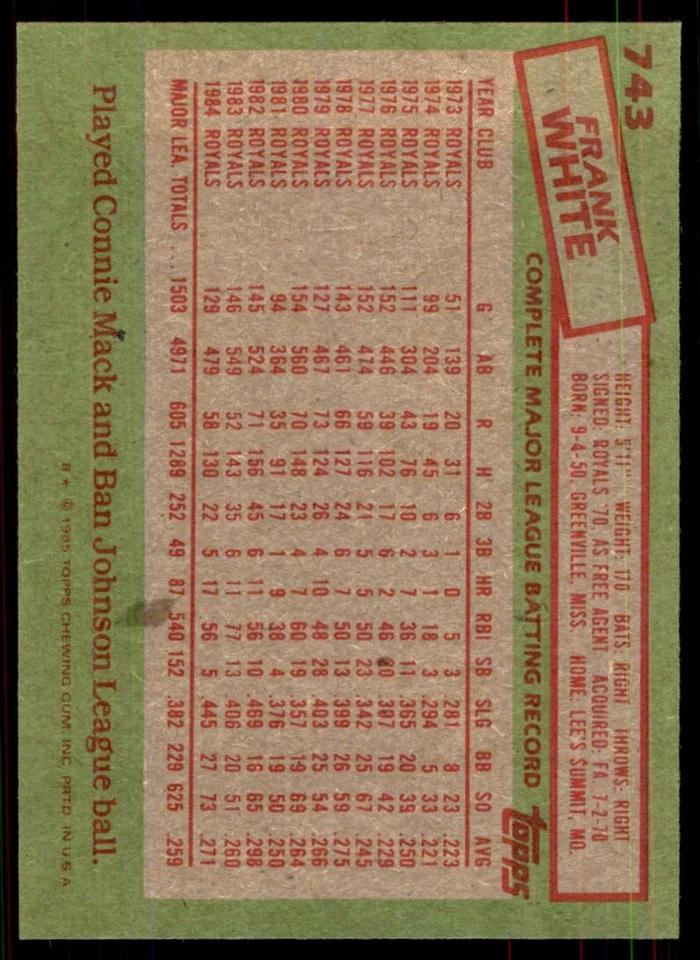 743
FRANK
WHITE
HEIGHT: 5'11" WEIGHT: 170 BATS: RIGHT THROWS: RIGHT
SIGNED: ROYALS '70, AS FREE AGENT ACQUIRED: FA, 7-2-70
BORN: 9-4-50, GREENVILLE, MISS. HOME: LEE'S SUMMIT, MO.
COMPLETE MAJOR LEAGUE BATTING RECORD topps
YEAR CLUB G AB R H 2B 3B HR RBI SB SLG BB SO AVG
1973 ROYALS 51 139 20 31 6 1 0 5 3 .281 8 23 .223
1974 ROYALS 99 204 19 45 6 3 1 18 3 .294 5 33 .221
1975 ROYALS 111 304 43 76 10 2 7 36 11 .365 20 39 .250
1976 ROYALS 152 446 39 102 17 6 2 46 20 .307 19 42 .229
1977 ROYALS 152 474 59 116 21 5 5 50 23 .342 25 67 .245
1978 ROYALS 143 461 66 127 24 6 7 50 13 .399 26 59 .275
1979 ROYALS 127 467 73 124 26 4 10 48 28 .403 25 54 .266
1980 ROYALS 154 560 70 148 23 4 7 60 19 .357 19 69 .264
1981 ROYALS 94 364 35 91 17 1 9 38 4 .376 19 50 .250
1982 ROYALS 145 524 71 156 45 6 11 56 10 .469 16 65 .298
1983 ROYALS 146 549 52 143 35 6 11 77 13 .406 20 51 .260
1984 ROYALS 129 479 58 130 22 5 17 56 5 .445 27 73 .271
MAJOR LEA. TOTALS ... 1503 4971 605 1289 252 49 87 540 152 .382 229 625 .259
Played Connie Mack and Ban Johnson League ball.
B * © 1985 TOPPS CHEWING GUM, INC. PRTD. IN U.S.A.